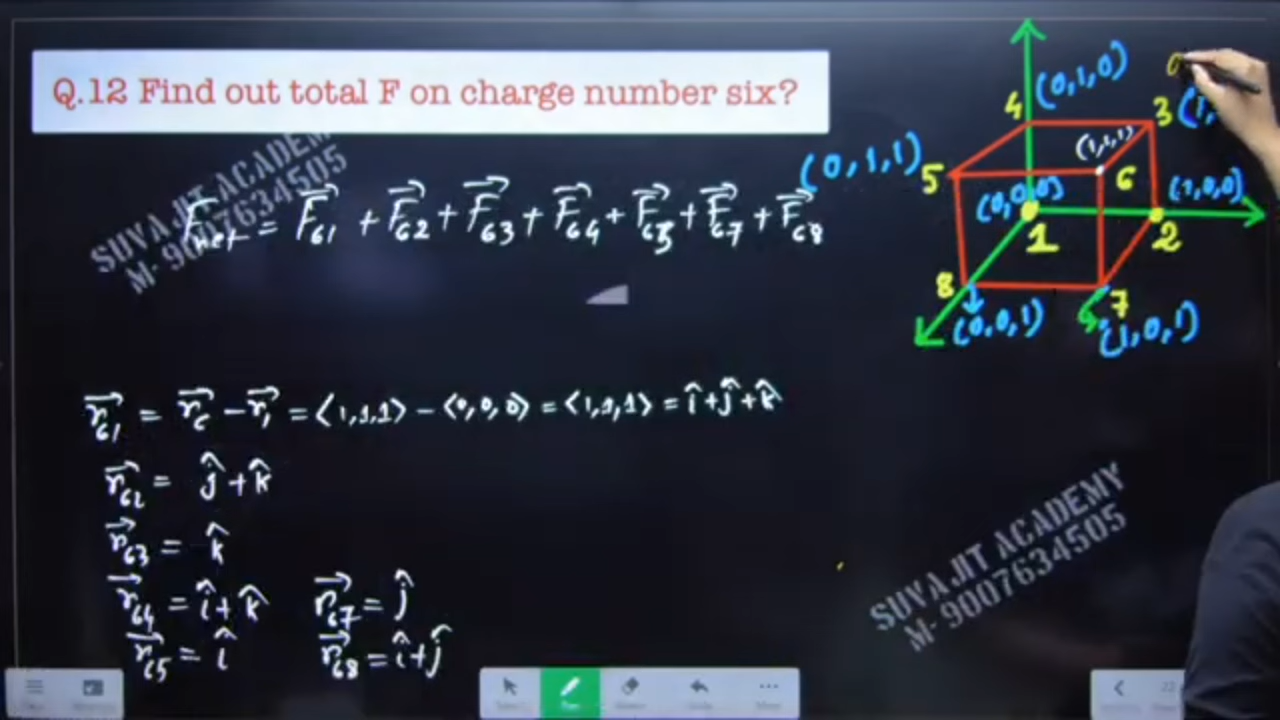 Q.12 Find out total F on charge number six?
SUVAJIT ACADEMY
M- 9007634505
F⃗net = F⃗61 + F⃗62 + F⃗63 + F⃗64 + F⃗65 + F⃗67 + F⃗68
4 (0,1,0)
3 (1,
(0,1,1) 5
(1,1,1)
6
(0,0,0)
(1,0,0)
1
2
8
(0,0,1)
7
(1,0,1)
r⃗61 = r⃗6 - r⃗1 = <1,1,1> - <0,0,0> = <1,1,1> = î+ĵ+k̂
r⃗62 = ĵ+k̂
r⃗63 = k̂
r⃗64 = î+k̂ r⃗67 = ĵ
r⃗65 = î r⃗68 = î+ĵ
SUVAJIT ACADEMY
M- 9007634505